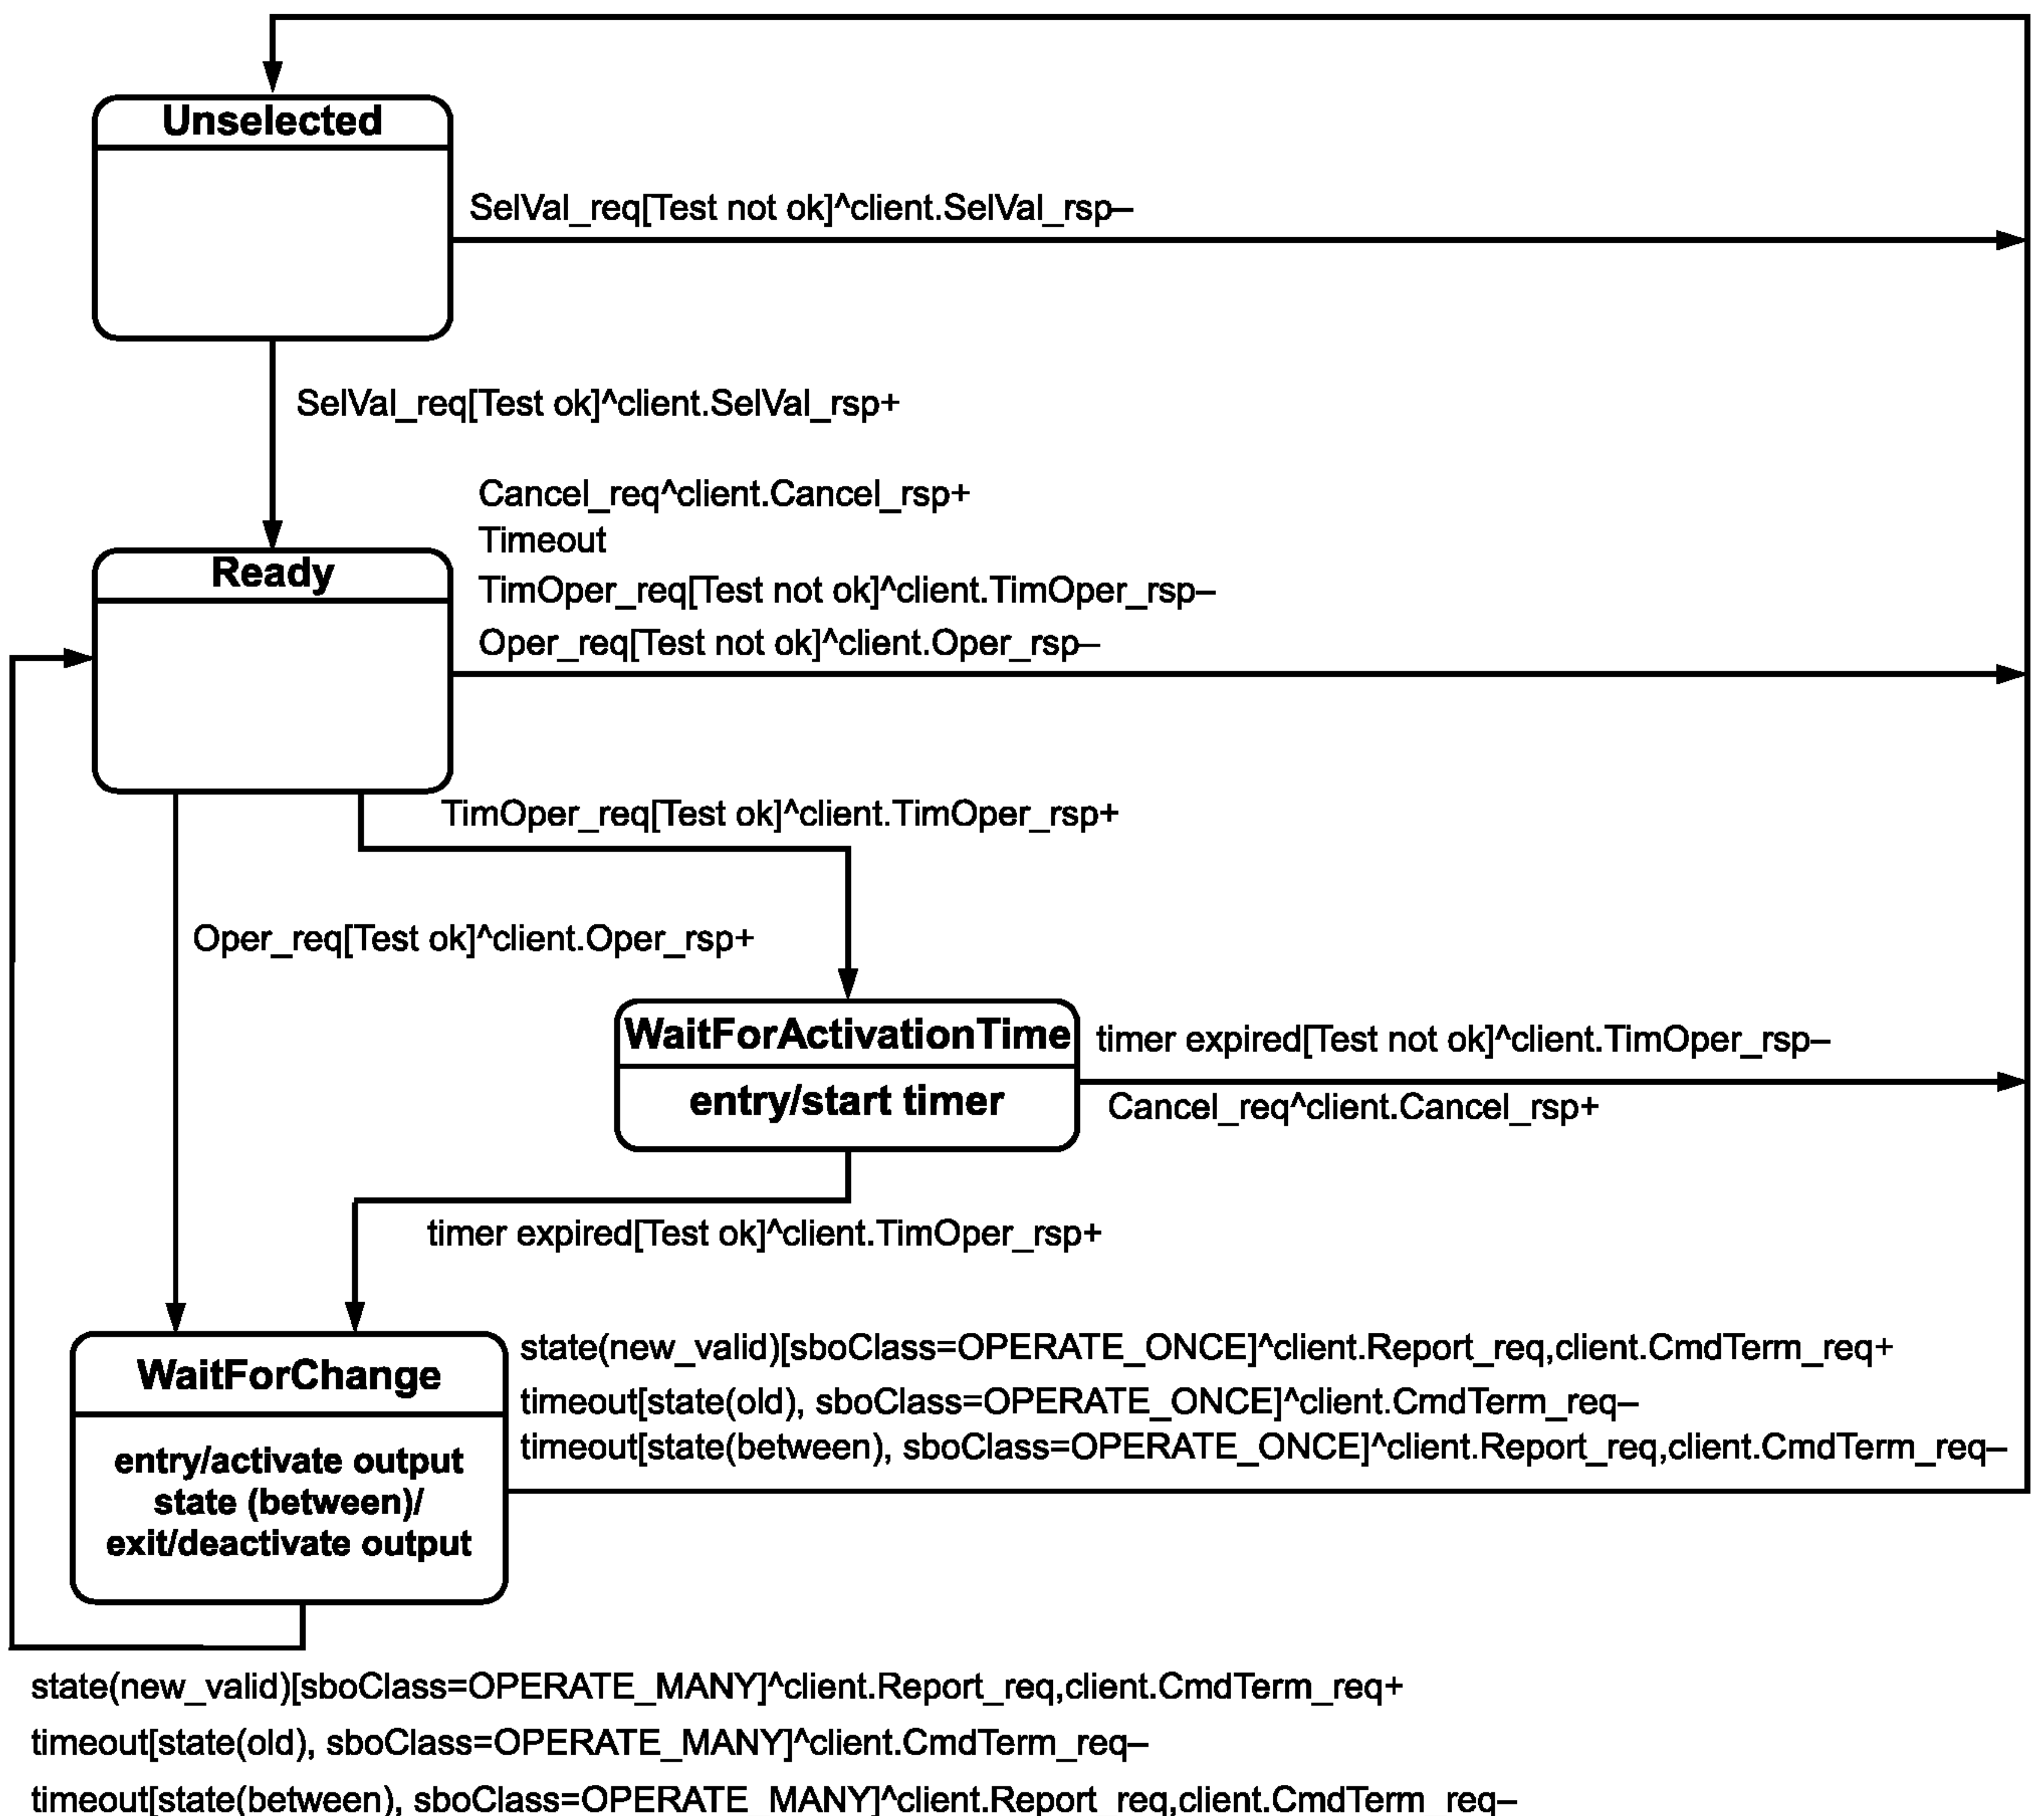 Unselected
SelVal_req[Test not ok]^client.SelVal_rsp–
SelVal_req[Test ok]^client.SelVal_rsp+
Cancel_req^client.Cancel_rsp+
Timeout
TimOper_req[Test not ok]^client.TimOper_rsp–
Oper_req[Test not ok]^client.Oper_rsp–
Ready
TimOper_req[Test ok]^client.TimOper_rsp+
Oper_req[Test ok]^client.Oper_rsp+
WaitForActivationTime
entry/start timer
timer expired[Test not ok]^client.TimOper_rsp–
Cancel_req^client.Cancel_rsp+
timer expired[Test ok]^client.TimOper_rsp+
WaitForChange
entry/activate output
state (between)/
exit/deactivate output
state(new_valid)[sboClass=OPERATE_ONCE]^client.Report_req,client.CmdTerm_req+
timeout[state(old), sboClass=OPERATE_ONCE]^client.CmdTerm_req–
timeout[state(between), sboClass=OPERATE_ONCE]^client.Report_req,client.CmdTerm_req–
state(new_valid)[sboClass=OPERATE_MANY]^client.Report_req,client.CmdTerm_req+
timeout[state(old), sboClass=OPERATE_MANY]^client.CmdTerm_req–
timeout[state(between), sboClass=OPERATE_MANY]^client.Report_req,client.CmdTerm_req–